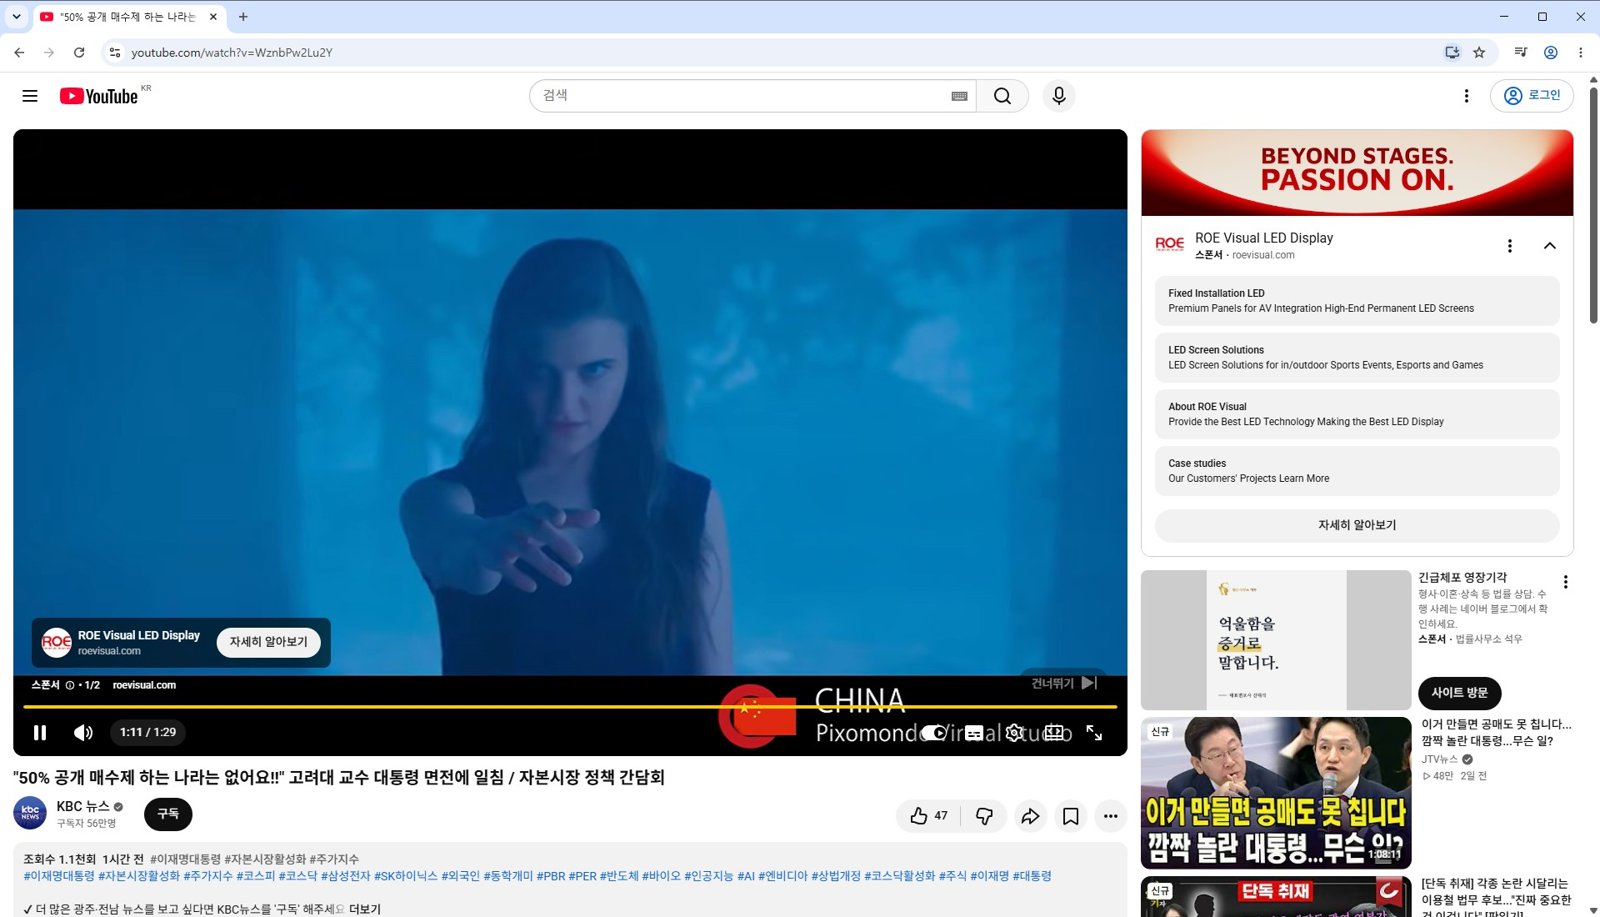 "50% 공개 매수제 하는 나라는
youtube.com/watch?v=WznbPw2Lu2Y
YouTube KR
검색
로그인
BEYOND STAGES.
PASSION ON.
ROE
ROE Visual LED Display
스폰서 · roevisual.com
Fixed Installation LED
Premium Panels for AV Integration High-End Permanent LED Screens
LED Screen Solutions
LED Screen Solutions for in/outdoor Sports Events, Esports and Games
About ROE Visual
Provide the Best LED Technology Making the Best LED Display
Case studies
Our Customers' Projects Learn More
자세히 알아보기
ROE
ROE Visual LED Display
roevisual.com
자세히 알아보기
스폰서 · 1/2 roevisual.com
건너뛰기
CHINA
Pixomondo Virtual Studio
1:11 / 1:29
"50% 공개 매수제 하는 나라는 없어요!!" 고려대 교수 대통령 면전에 일침 / 자본시장 정책 간담회
kbc NEWS
KBC 뉴스
구독자 56만명
구독
47
조회수 1.1천회 1시간 전 #이재명대통령 #자본시장활성화 #주가지수
#이재명대통령 #자본시장활성화 #주가지수 #코스피 #코스닥 #삼성전자 #SK하이닉스 #외국인 #동학개미 #PBR #PER #반도체 #바이오 #인공지능 #AI #엔비디아 #상법개정 #코스닥활성화 #주식 #이재명 #대통령
✓ 더 많은 광주·전남 뉴스를 보고 싶다면 KBC뉴스를 '구독' 해주세요 더보기
억울함을
증거로
말합니다.
긴급체포 영장기각
형사·이혼·상속 등 법률 상담. 수
행 사례는 네이버 블로그에서 확
인하세요.
스폰서 · 법률사무소 석우
사이트 방문
신규
이거 만들면 공매도 못 칩니다
깜짝 놀란 대통령...무슨 일?
1:08:11
이거 만들면 공매도 못 칩니다...
깜짝 놀란 대통령...무슨 일?
JTV뉴스
48만 2일 전
신규
단독 취재
[단독 취재] 각종 논란 시달리는
이용철 법무 후보..."진짜 중요한